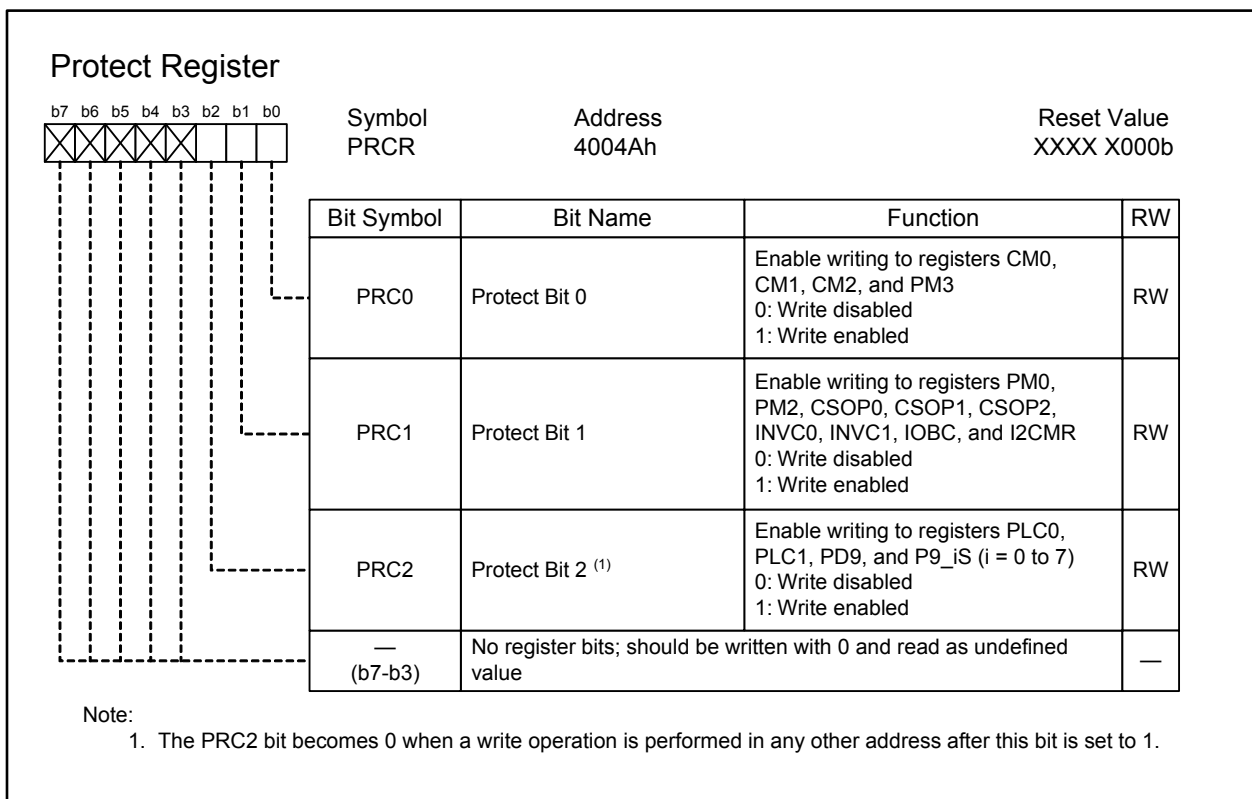 Protect Register
b7 b6 b5 b4 b3 b2 b1 b0
Symbol Address Reset Value
PRCR 4004Ah XXXX X000b
Bit Symbol Bit Name Function RW
PRC0 Protect Bit 0 Enable writing to registers CM0,
CM1, CM2, and PM3
0: Write disabled
1: Write enabled RW
PRC1 Protect Bit 1 Enable writing to registers PM0,
PM2, CSOP0, CSOP1, CSOP2,
INVC0, INVC1, IOBC, and I2CMR
0: Write disabled
1: Write enabled RW
PRC2 Protect Bit 2 (1) Enable writing to registers PLC0,
PLC1, PD9, and P9_iS (i = 0 to 7)
0: Write disabled
1: Write enabled RW
—
(b7-b3) No register bits; should be written with 0 and read as undefined
value —
Note:
1. The PRC2 bit becomes 0 when a write operation is performed in any other address after this bit is set to 1.